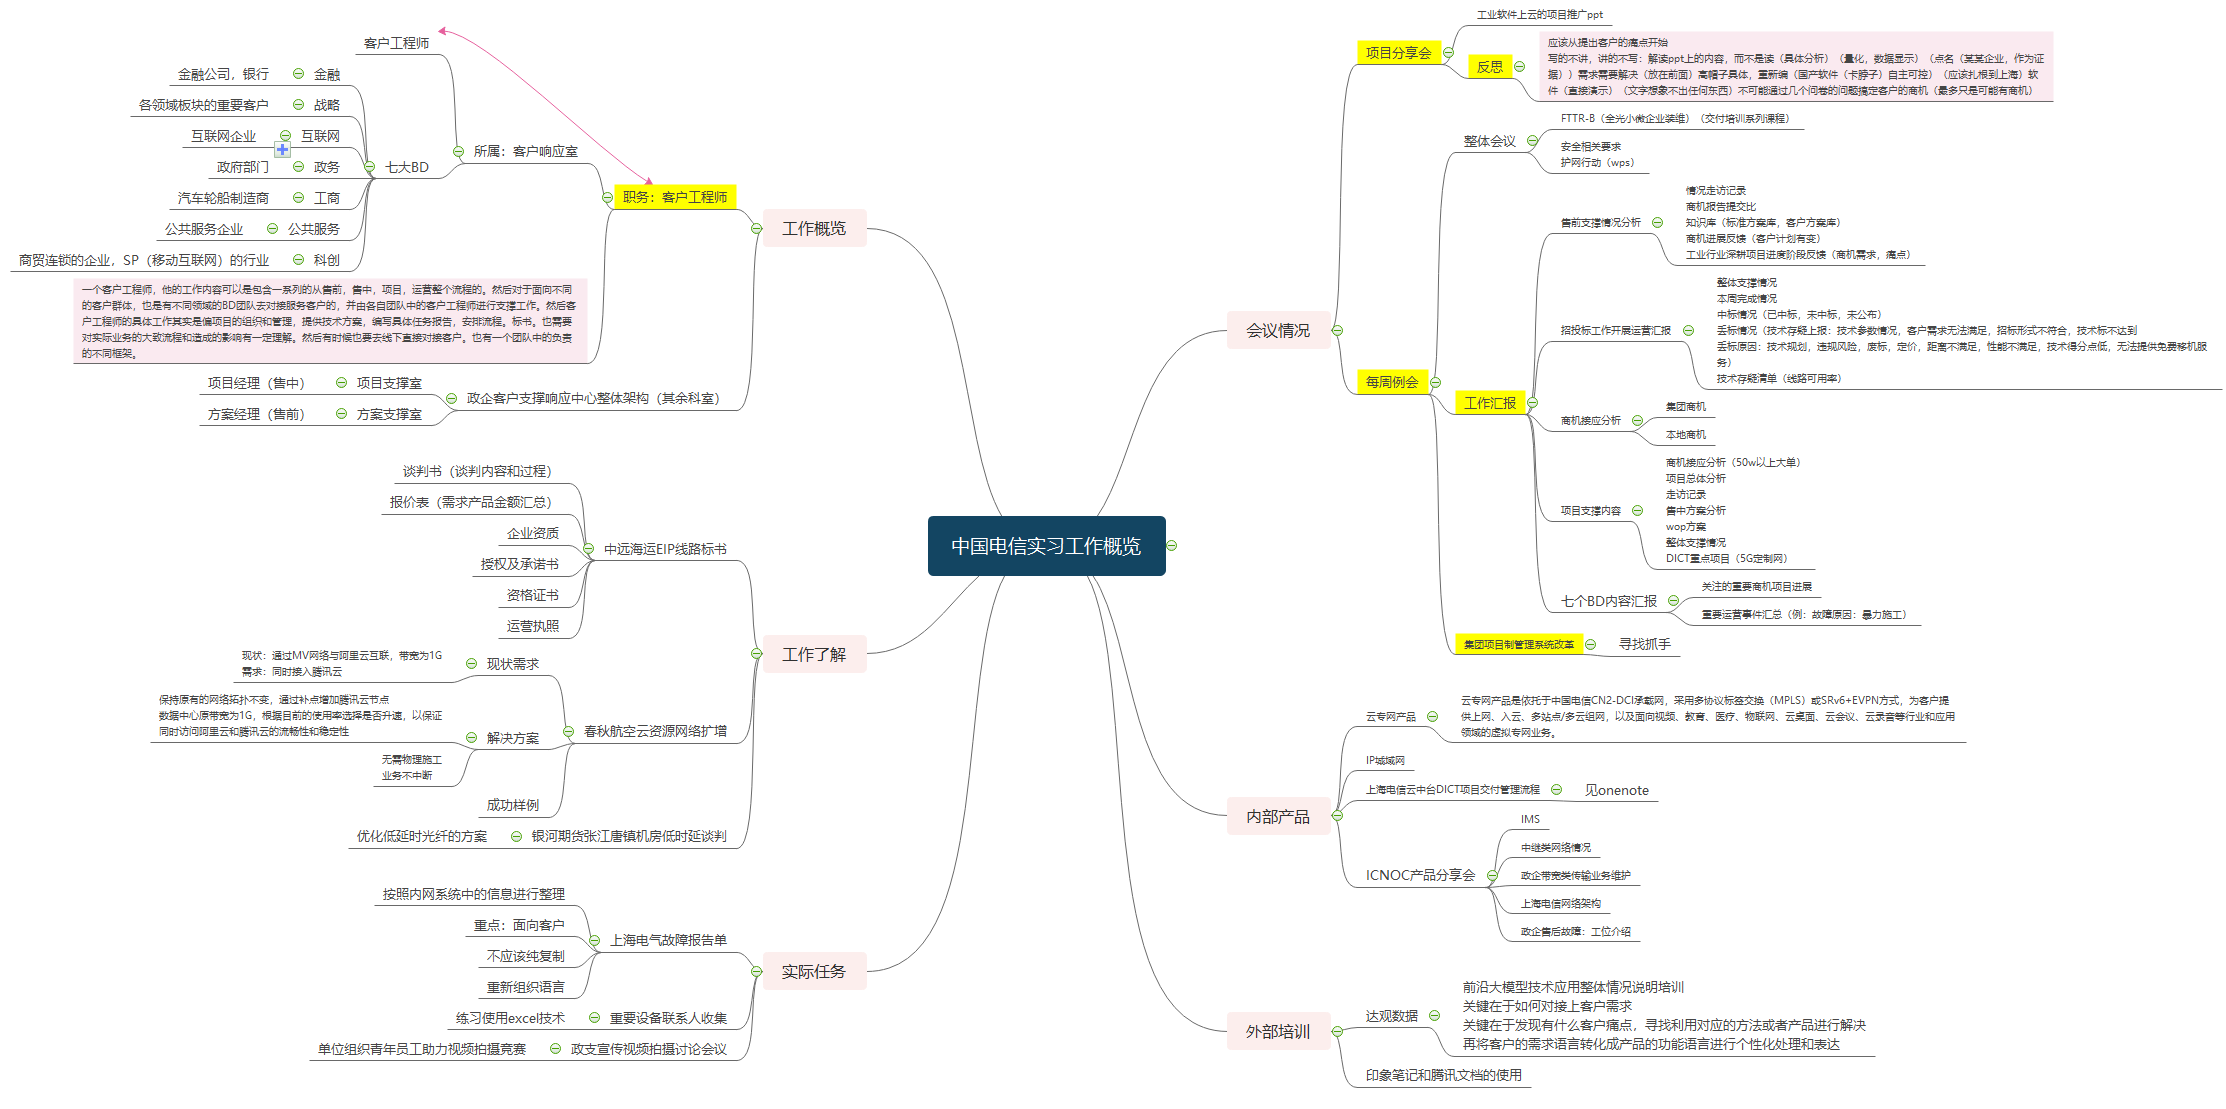 中国电信实习工作概览
工作概览
职务：客户工程师
所属：客户响应室
客户工程师
七大BD
金融
金融公司，银行
战略
各领域板块的重要客户
互联网
互联网企业
政务
政府部门
工商
汽车轮船制造商
公共服务
公共服务企业
科创
商贸连锁的企业，SP（移动互联网）的行业
一个客户工程师，他的工作内容可以是包含一系列的从售前，售中，项目，运营整个流程的。然后对于面向不同
的客户群体，也是有不同领域的BD团队去对接服务客户的，并由各自团队中的客户工程师进行支撑工作。然后客
户工程师的具体工作其实是偏项目的组织和管理，提供技术方案，编写具体任务报告，安排流程。标书。也需要
对实际业务的大致流程和造成的影响有一定理解。然后有时候也要去线下直接对接客户。也有一个团队中的负责
的不同框架。
政企客户支撑响应中心整体架构（其余科室）
项目支撑室
项目经理（售中）
方案支撑室
方案经理（售前）
工作了解
中远海运EIP线路标书
谈判书（谈判内容和过程）
报价表（需求产品金额汇总）
企业资质
授权及承诺书
资格证书
运营执照
春秋航空云资源网络扩增
现状需求
现状：通过MV网络与阿里云互联，带宽为1G
需求：同时接入腾讯云
解决方案
保持原有的网络拓扑不变，通过补点增加腾讯云节点
数据中心原带宽为1G，根据目前的使用率选择是否升速，以保证
同时访问阿里云和腾讯云的流畅性和稳定性
无需物理施工
业务不中断
成功样例
银河期货张江唐镇机房低时延谈判
优化低延时光纤的方案
实际任务
上海电气故障报告单
按照内网系统中的信息进行整理
重点：面向客户
不应该纯复制
重新组织语言
重要设备联系人收集
练习使用excel技术
政支宣传视频拍摄讨论会议
单位组织青年员工助力视频拍摄竞赛
会议情况
项目分享会
工业软件上云的项目推广ppt
反思
应该从提出客户的痛点开始
写的不讲，讲的不写：解读ppt上的内容，而不是读（具体分析）（量化，数据显示）（点名（某某企业，作为证
据））需求需要解决（放在前面）高帽子具体，重新编（国产软件（卡脖子）自主可控）（应该扎根到上海）软
件（直接演示）（文字想象不出任何东西）不可能通过几个问卷的问题搞定客户的商机（最多只是可能有商机）
每周例会
整体会议
FTTR-B（全光小微企业装维）（交付培训系列课程）
安全相关要求
护网行动（wps）
工作汇报
售前支撑情况分析
情况走访记录
商机报告提交比
知识库（标准方案库，客户方案库）
商机进展反馈（客户计划有变）
工业行业深耕项目进度阶段反馈（商机需求，痛点）
招投标工作开展运营汇报
整体支撑情况
本周完成情况
中标情况（已中标，未中标，未公布）
丢标情况（技术存疑上报：技术参数情况，客户需求无法满足，招标形式不符合，技术标不达到
丢标原因：技术规划，违规风险，废标，定价，距离不满足，性能不满足，技术得分点低，无法提供免费移机服
务）
技术存疑清单（线路可用率）
商机接应分析
集团商机
本地商机
项目支撑内容
商机接应分析（50w以上大单）
项目总体分析
走访记录
售中方案分析
wop方案
整体支撑情况
DICT重点项目（5G定制网）
七个BD内容汇报
关注的重要商机项目进展
重要运营事件汇总（例：故障原因：暴力施工）
集团项目制管理系统改革
寻找抓手
内部产品
云专网产品
云专网产品是依托于中国电信CN2-DCI承载网，采用多协议标签交换（MPLS）或SRv6+EVPN方式，为客户提
供上网、入云、多站点/多云组网，以及面向视频、教育、医疗、物联网、云桌面、云会议、云录音等行业和应用
领域的虚拟专网业务。
IP城域网
上海电信云中台DICT项目交付管理流程
见onenote
ICNOC产品分享会
IMS
中继类网络情况
政企带宽类传输业务维护
上海电信网络架构
政企售后故障：工位介绍
外部培训
达观数据
前沿大模型技术应用整体情况说明培训
关键在于如何对接上客户需求
关键在于发现有什么客户痛点，寻找利用对应的方法或者产品进行解决
再将客户的需求语言转化成产品的功能语言进行个性化处理和表达
印象笔记和腾讯文档的使用